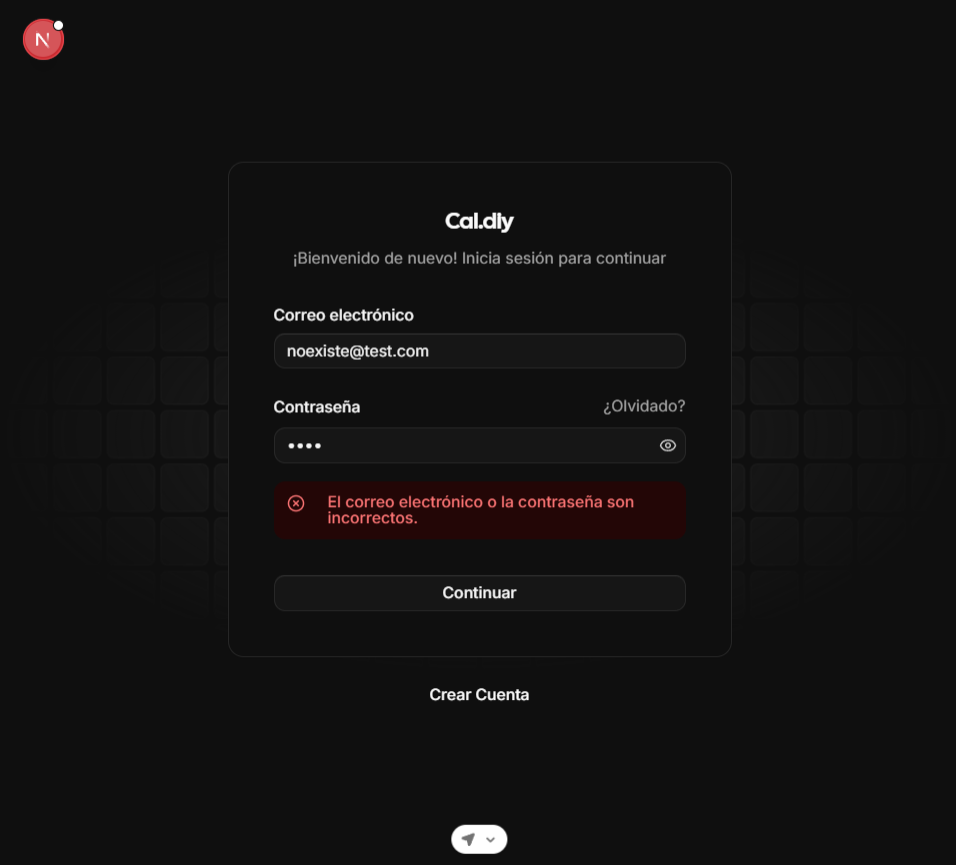 N
Cal.diy
¡Bienvenido de nuevo! Inicia sesión para continuar
Correo electrónico
noexiste@test.com
Contraseña
¿Olvidado?
••••
El correo electrónico o la contraseña son
incorrectos.
Continuar
Crear Cuenta